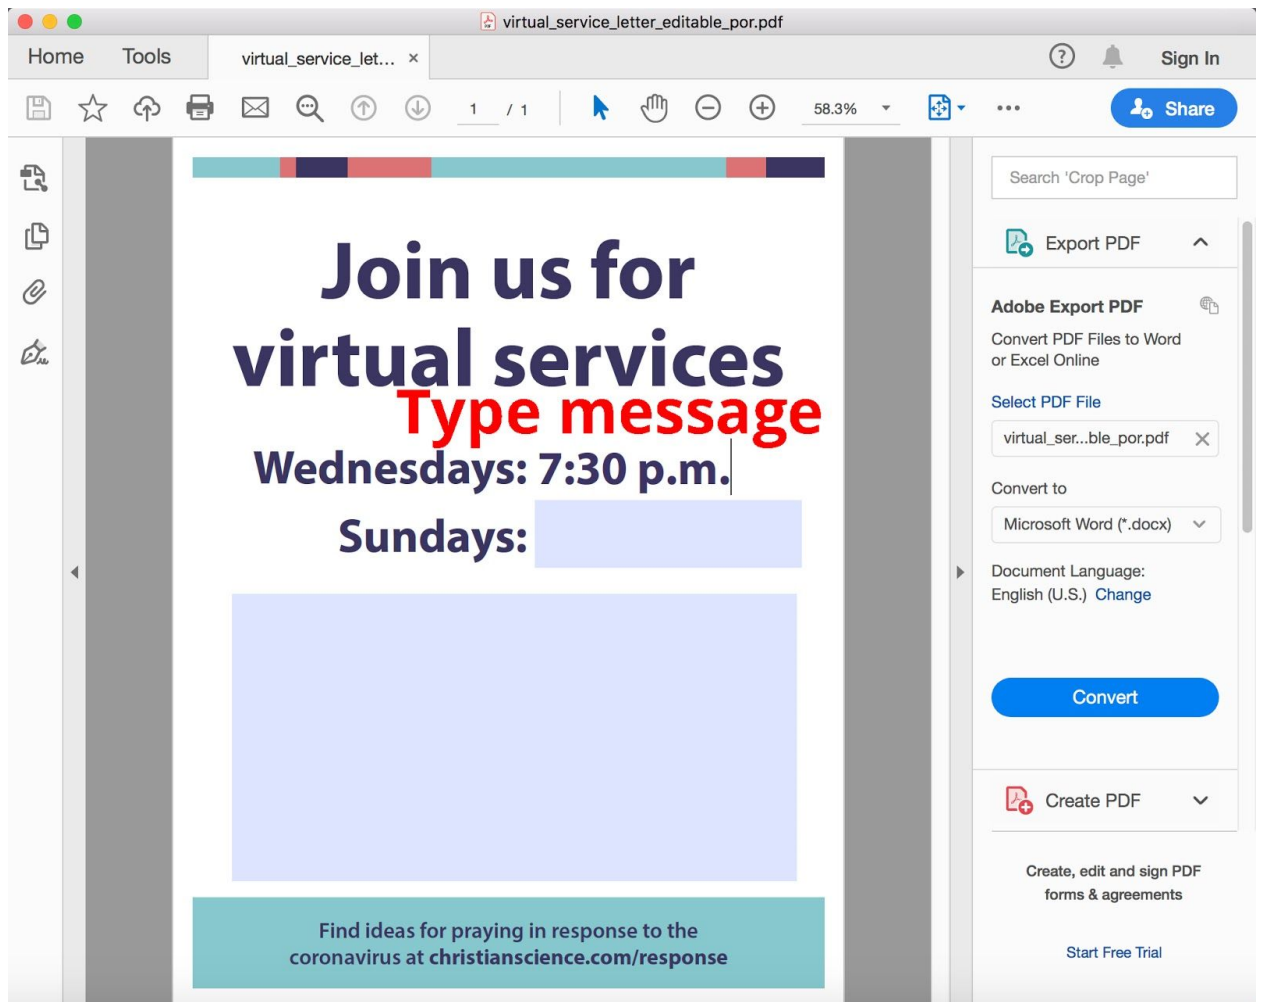 virtual_service_letter_editable_por.pdf
Home Tools virtual_service_let... × Sign In
1 / 1 58.3% Share
Join us for
virtual services
Type message
Wednesdays: 7:30 p.m.
Sundays:
Find ideas for praying in response to the
coronavirus at christianscience.com/response
Search 'Crop Page'
Export PDF
Adobe Export PDF
Convert PDF Files to Word
or Excel Online
Select PDF File
virtual_ser...ble_por.pdf
Convert to
Microsoft Word (*.docx)
Document Language:
English (U.S.) Change
Convert
Create PDF
Create, edit and sign PDF
forms & agreements
Start Free Trial